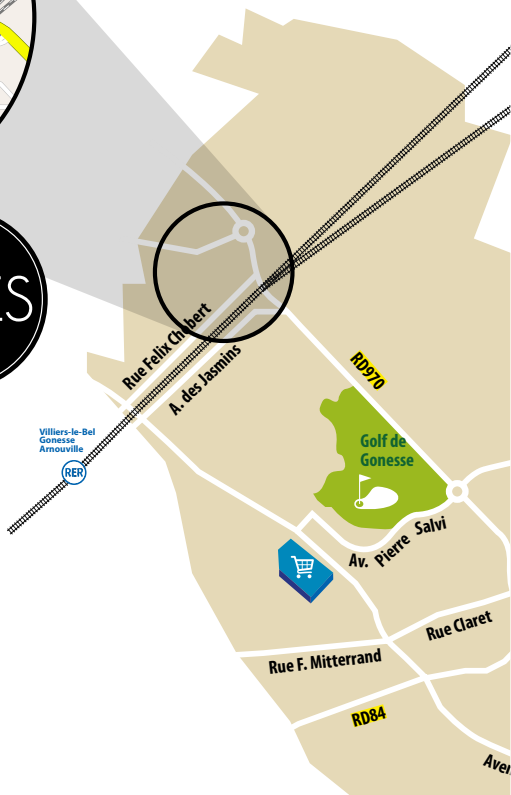 Rue Felix Chobert
A. des Jasmins
RD970
Villiers-le-Bel
Gonesse
Arnouville
RER
Golf de
Gonesse
Av. Pierre Salvi
Rue Claret
Rue F. Mitterrand
RD84